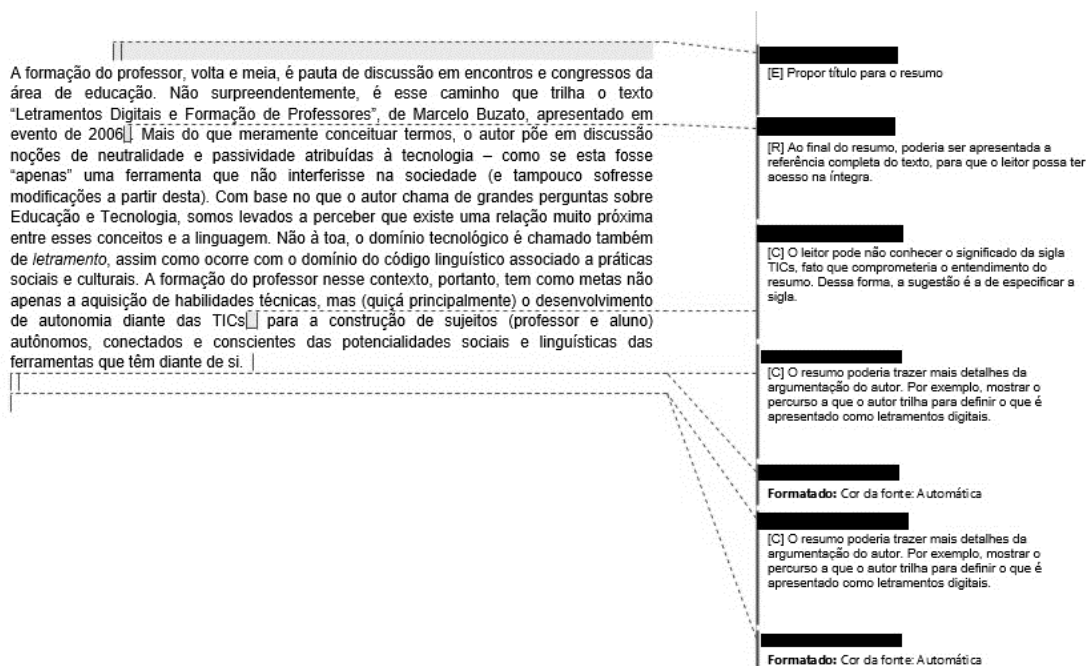 A formação do professor, volta e meia, é pauta de discussão em encontros e congressos da
área de educação. Não surpreendentemente, é esse caminho que trilha o texto
“Letramentos Digitais e Formação de Professores”, de Marcelo Buzato, apresentado em
evento de 2006. Mais do que meramente conceituar termos, o autor põe em discussão
noções de neutralidade e passividade atribuídas à tecnologia – como se esta fosse
“apenas” uma ferramenta que não interferisse na sociedade (e tampouco sofresse
modificações a partir desta). Com base no que o autor chama de grandes perguntas sobre
Educação e Tecnologia, somos levados a perceber que existe uma relação muito próxima
entre esses conceitos e a linguagem. Não à toa, o domínio tecnológico é chamado também
de letramento, assim como ocorre com o domínio do código linguístico associado a práticas
sociais e culturais. A formação do professor nesse contexto, portanto, tem como metas não
apenas a aquisição de habilidades técnicas, mas (quiçá principalmente) o desenvolvimento
de autonomia diante das TICs para a construção de sujeitos (professor e aluno)
autônomos, conectados e conscientes das potencialidades sociais e linguísticas das
ferramentas que têm diante de si.
[E] Propor título para o resumo
[R] Ao final do resumo, poderia ser apresentada a
referência completa do texto, para que o leitor possa ter
acesso na íntegra.
[C] O leitor pode não conhecer o significado da sigla
TICs, fato que comprometeria o entendimento do
resumo. Dessa forma, a sugestão é a de especificar a
sigla.
[C] O resumo poderia trazer mais detalhes da
argumentação do autor. Por exemplo, mostrar o
percurso a que o autor trilha para definir o que é
apresentado como letramentos digitais.
Formatado: Cor da fonte: Automática
[C] O resumo poderia trazer mais detalhes da
argumentação do autor. Por exemplo, mostrar o
percurso a que o autor trilha para definir o que é
apresentado como letramentos digitais.
Formatado: Cor da fonte: Automática